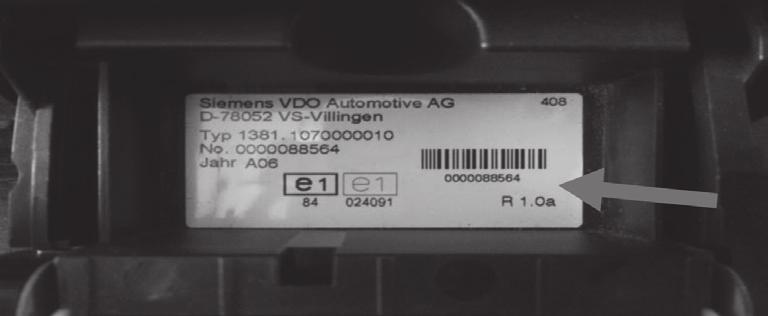 Siemens VDO Automotive AG 408
D-78052 VS-Villingen
Typ 1381.1070000010
No. 0000088564
Jahr A06
0000088564
e1 e1
84 024091
R 1.0a